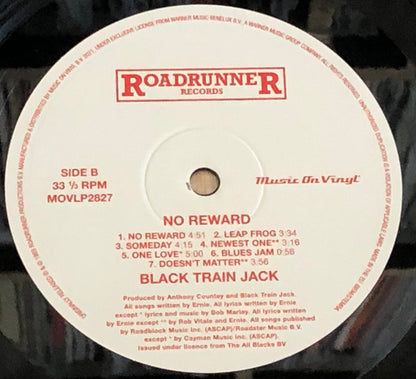 ROADRUNNER
RECORDS
SIDE B
33 ⅓ RPM
MOVLP2827
Music On Vinyl
NO REWARD
1. NO REWARD 4:51 2. LEAP FROG 3:34
3. SOMEDAY 4:15 4. NEWEST ONE** 3:16
5. ONE LOVE* 5:00 6. BLUES JAM 0:58
7. DOESN'T MATTER** 3:56
BLACK TRAIN JACK
Produced by Anthony Countey and Black Train Jack.
All songs written by Ernie. All lyrics written by Ernie
except * lyrics and music by Bob Marley. All lyrics written
by Ernie except ** by Rob Vitale and Ernie. All songs published
by Roadblock Music Inc. (ASCAP)/Roadster Music B.V.
except * by Cayman Music Inc. (ASCAP).
Issued under licence from The All Blacks BV